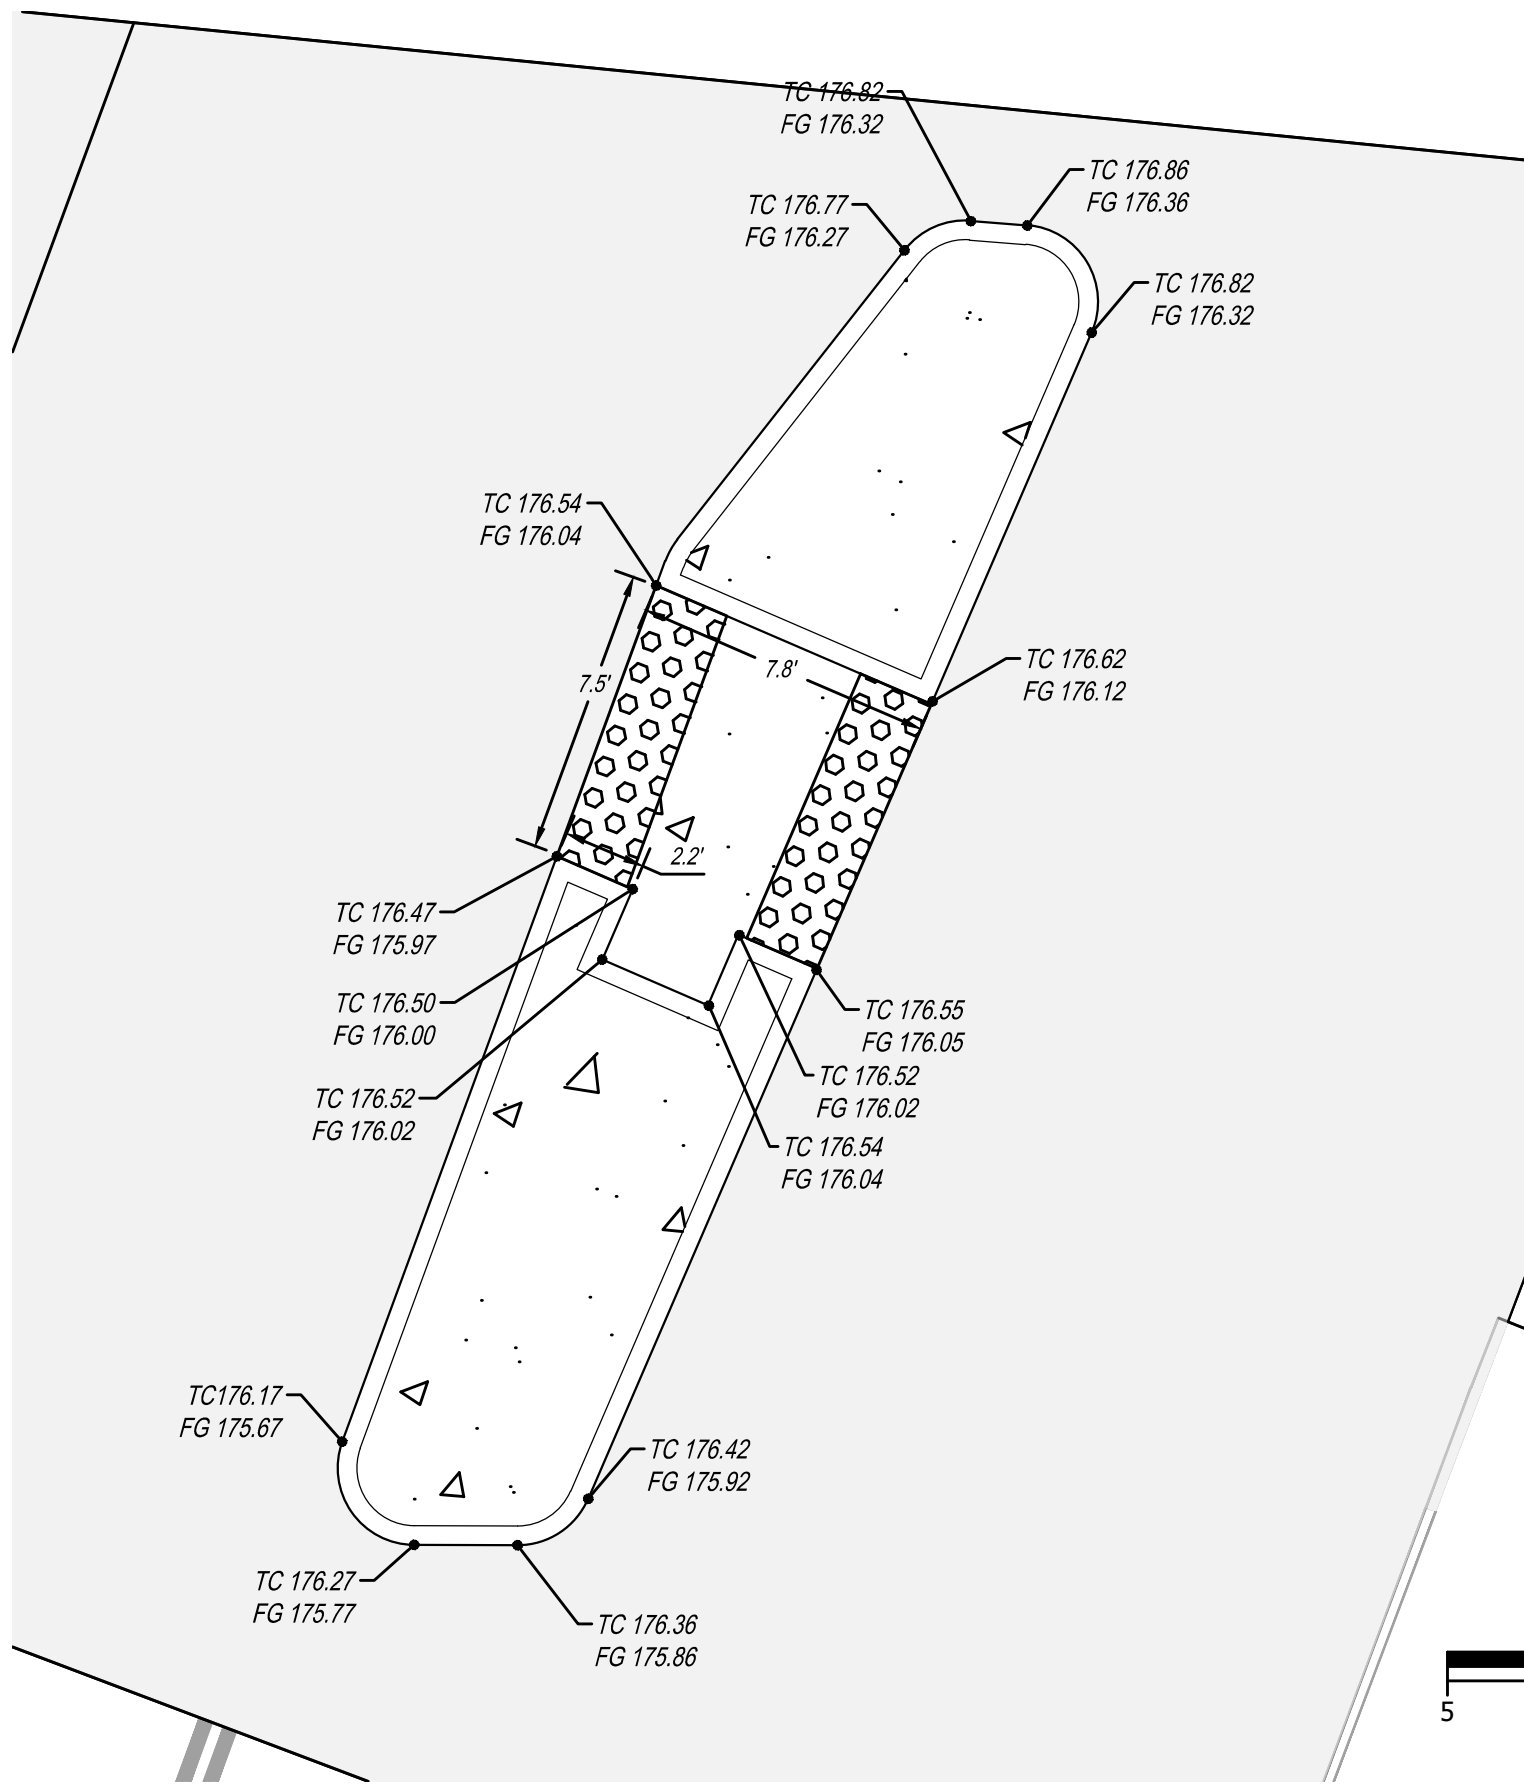 TC 176.82
FG 176.32
TC 176.86
FG 176.36
TC 176.77
FG 176.27
TC 176.82
FG 176.32
TC 176.54
FG 176.04
7.5'
7.8'
TC 176.62
FG 176.12
2.2'
TC 176.47
FG 175.97
TC 176.50
FG 176.00
TC 176.55
FG 176.05
TC 176.52
FG 176.02
TC 176.52
FG 176.02
TC 176.54
FG 176.04
TC176.17
FG 175.67
TC 176.42
FG 175.92
TC 176.27
FG 175.77
TC 176.36
FG 175.86
5